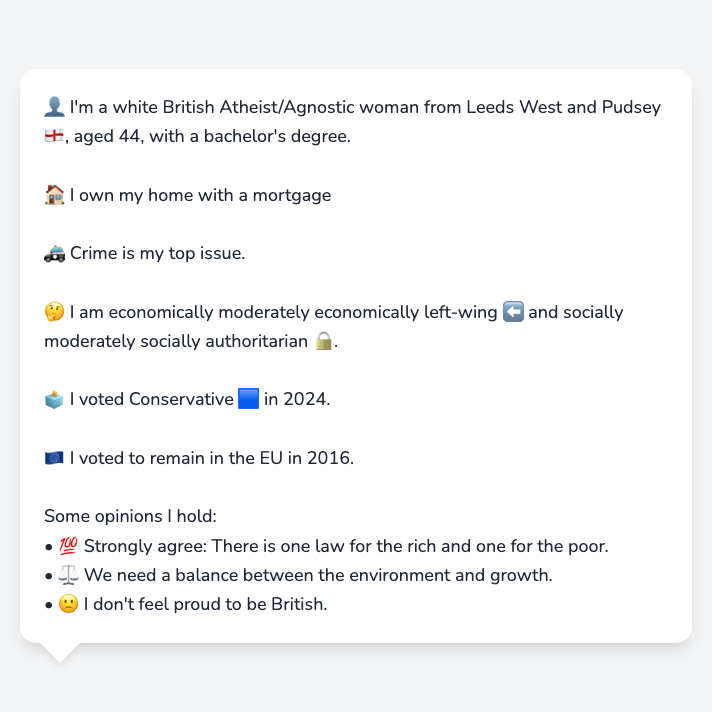 👤 I'm a white British Atheist/Agnostic woman from Leeds West and Pudsey
🏴󠁧󠁢󠁥󠁮󠁧󠁿, aged 44, with a bachelor's degree.
🏠 I own my home with a mortgage
🚓 Crime is my top issue.
🤔 I am economically moderately economically left-wing ⬅️ and socially
moderately socially authoritarian 🔒.
🗳️ I voted Conservative 🟦 in 2024.
🇪🇺 I voted to remain in the EU in 2016.
Some opinions I hold:
• 💯 Strongly agree: There is one law for the rich and one for the poor.
• ⚖️ We need a balance between the environment and growth.
• 🙁 I don't feel proud to be British.